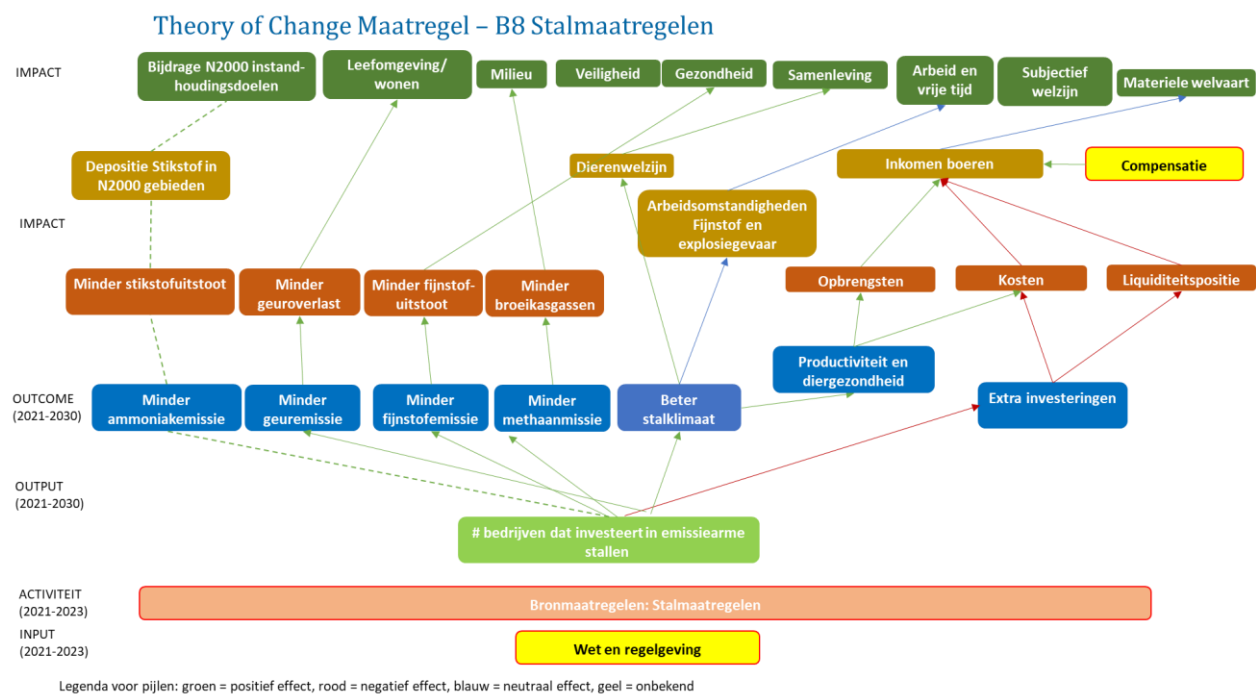 Theory of Change Maatregel – B8 Stalmaatregelen
IMPACT
Bijdrage N2000 instand-
houdingsdoelen
Leefomgeving/
wonen
Milieu
Veiligheid
Gezondheid
Samenleving
Arbeid en
vrije tijd
Subjectief
welzijn
Materiele welvaart
Depositie Stikstof in
N2000 gebieden
Dierenwelzijn
Inkomen boeren
Compensatie
IMPACT
Arbeidsomstandigheden
Fijnstof en
explosiegevaar
Minder stikstofuitstoot
Minder
geuroverlast
Minder fijnstof-
uitstoot
Minder
broeikasgassen
Opbrengsten
Kosten
Liquiditeitspositie
Productiviteit en
diergezondheid
OUTCOME
(2021-2030)
Minder
ammoniakemissie
Minder
geuremissie
Minder
fijnstofemissie
Minder
methaanmissie
Beter
stalklimaat
Extra investeringen
OUTPUT
(2021-2030)
# bedrijven dat investeert in emissiearme
stallen
ACTIVITEIT
(2021-2023)
Bronmaatregelen: Stalmaatregelen
INPUT
(2021-2023)
Wet en regelgeving
Legenda voor pijlen: groen = positief effect, rood = negatief effect, blauw = neutraal effect, geel = onbekend